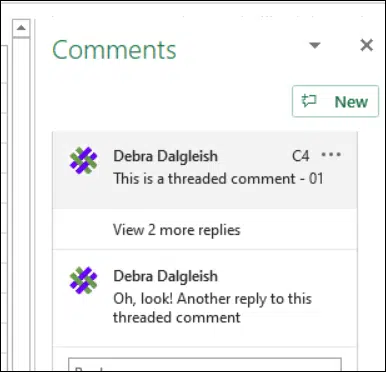 Comments
New
Debra Dalgleish C4
This is a threaded comment - 01
View 2 more replies
Debra Dalgleish
Oh, look! Another reply to this
threaded comment